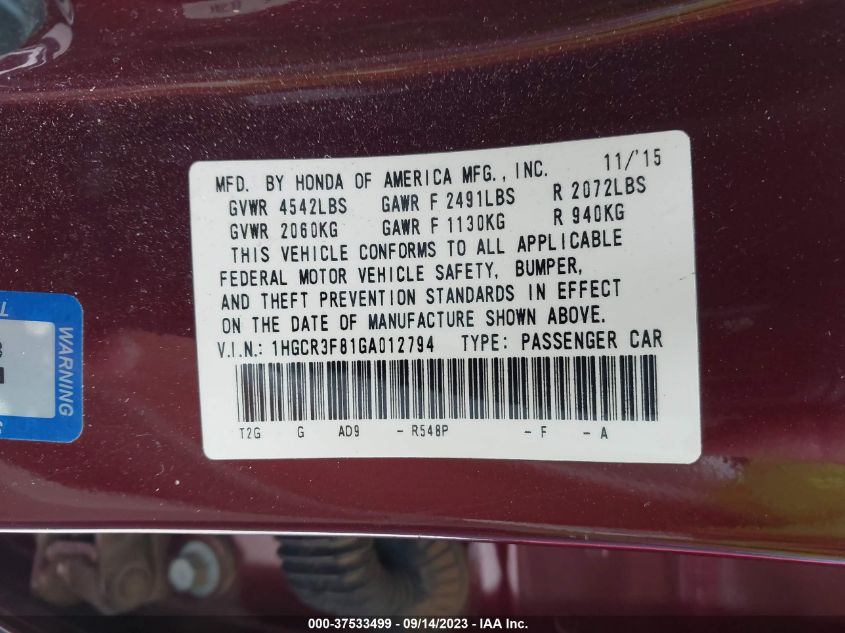 MFD. BY HONDA OF AMERICA MFG., INC. 11/'15
GVWR 4542LBS GAWR F 2491LBS R 2072LBS
GVWR 2060KG GAWR F 1130KG R 940KG
THIS VEHICLE CONFORMS TO ALL APPLICABLE
FEDERAL MOTOR VEHICLE SAFETY, BUMPER,
AND THEFT PREVENTION STANDARDS IN EFFECT
ON THE DATE OF MANUFACTURE SHOWN ABOVE.
V.I.N.: 1HGCR3F81GA012794 TYPE: PASSENGER CAR
T2G G AD9 - R548P - F - A
WARNING
000-37533499 - 09/14/2023 - IAA Inc.